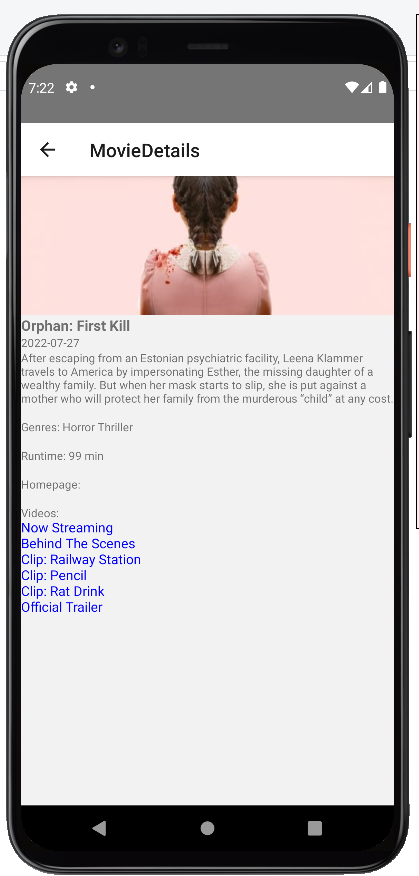 7:22
MovieDetails
Orphan: First Kill
2022-07-27
After escaping from an Estonian psychiatric facility, Leena Klammer
travels to America by impersonating Esther, the missing daughter of a
wealthy family. But when her mask starts to slip, she is put against a
mother who will protect her family from the murderous “child” at any cost.
Genres: Horror Thriller
Runtime: 99 min
Homepage:
Videos:
Now Streaming
Behind The Scenes
Clip: Railway Station
Clip: Pencil
Clip: Rat Drink
Official Trailer